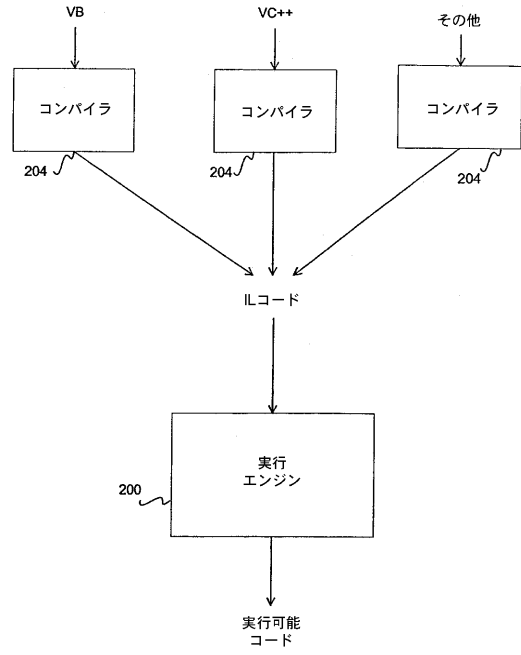 VB
VC++
その他
コンパイラ
コンパイラ
コンパイラ
204
204
204
ILコード
実行
エンジン
200
実行可能
コード